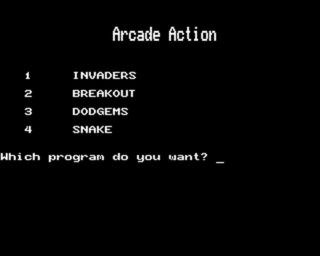 Arcade Action
1 INVADERS
2 BREAKOUT
3 DODGEMS
4 SNAKE
Which program do you want? _